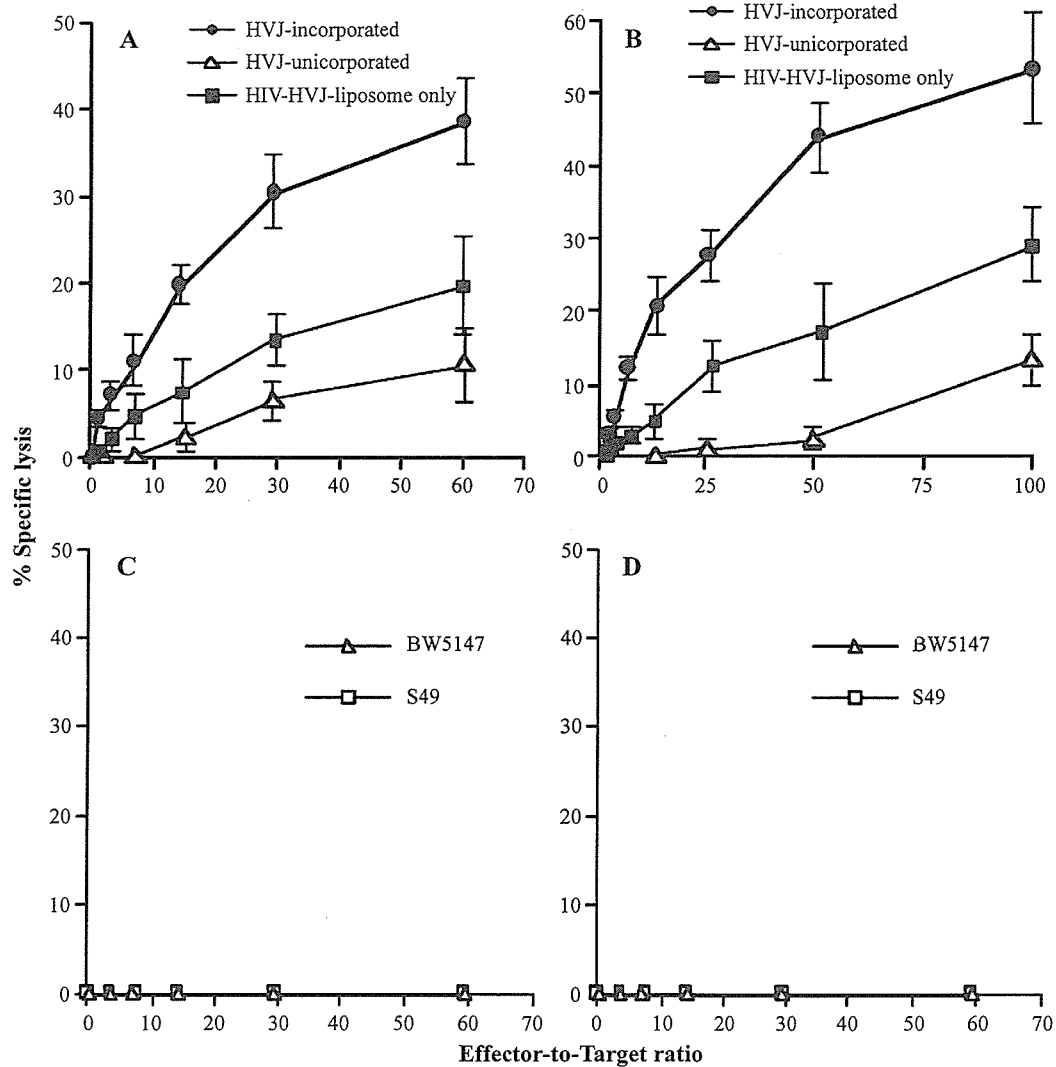 A
HVJ-incorporated
HVJ-unicorporated
HIV-HVJ-liposome only
50
40
30
20
10
0
0 10 20 30 40 50 60 70
B
HVJ-incorporated
HVJ-unicorporated
HIV-HVJ-liposome only
60
50
40
30
20
10
0
0 25 50 75 100
% Specific lysis
C
BW5147
S49
50
40
30
20
10
0
0 10 20 30 40 50 60 70
D
BW5147
S49
50
40
30
20
10
0
0 10 20 30 40 50 60 70
Effector-to-Target ratio